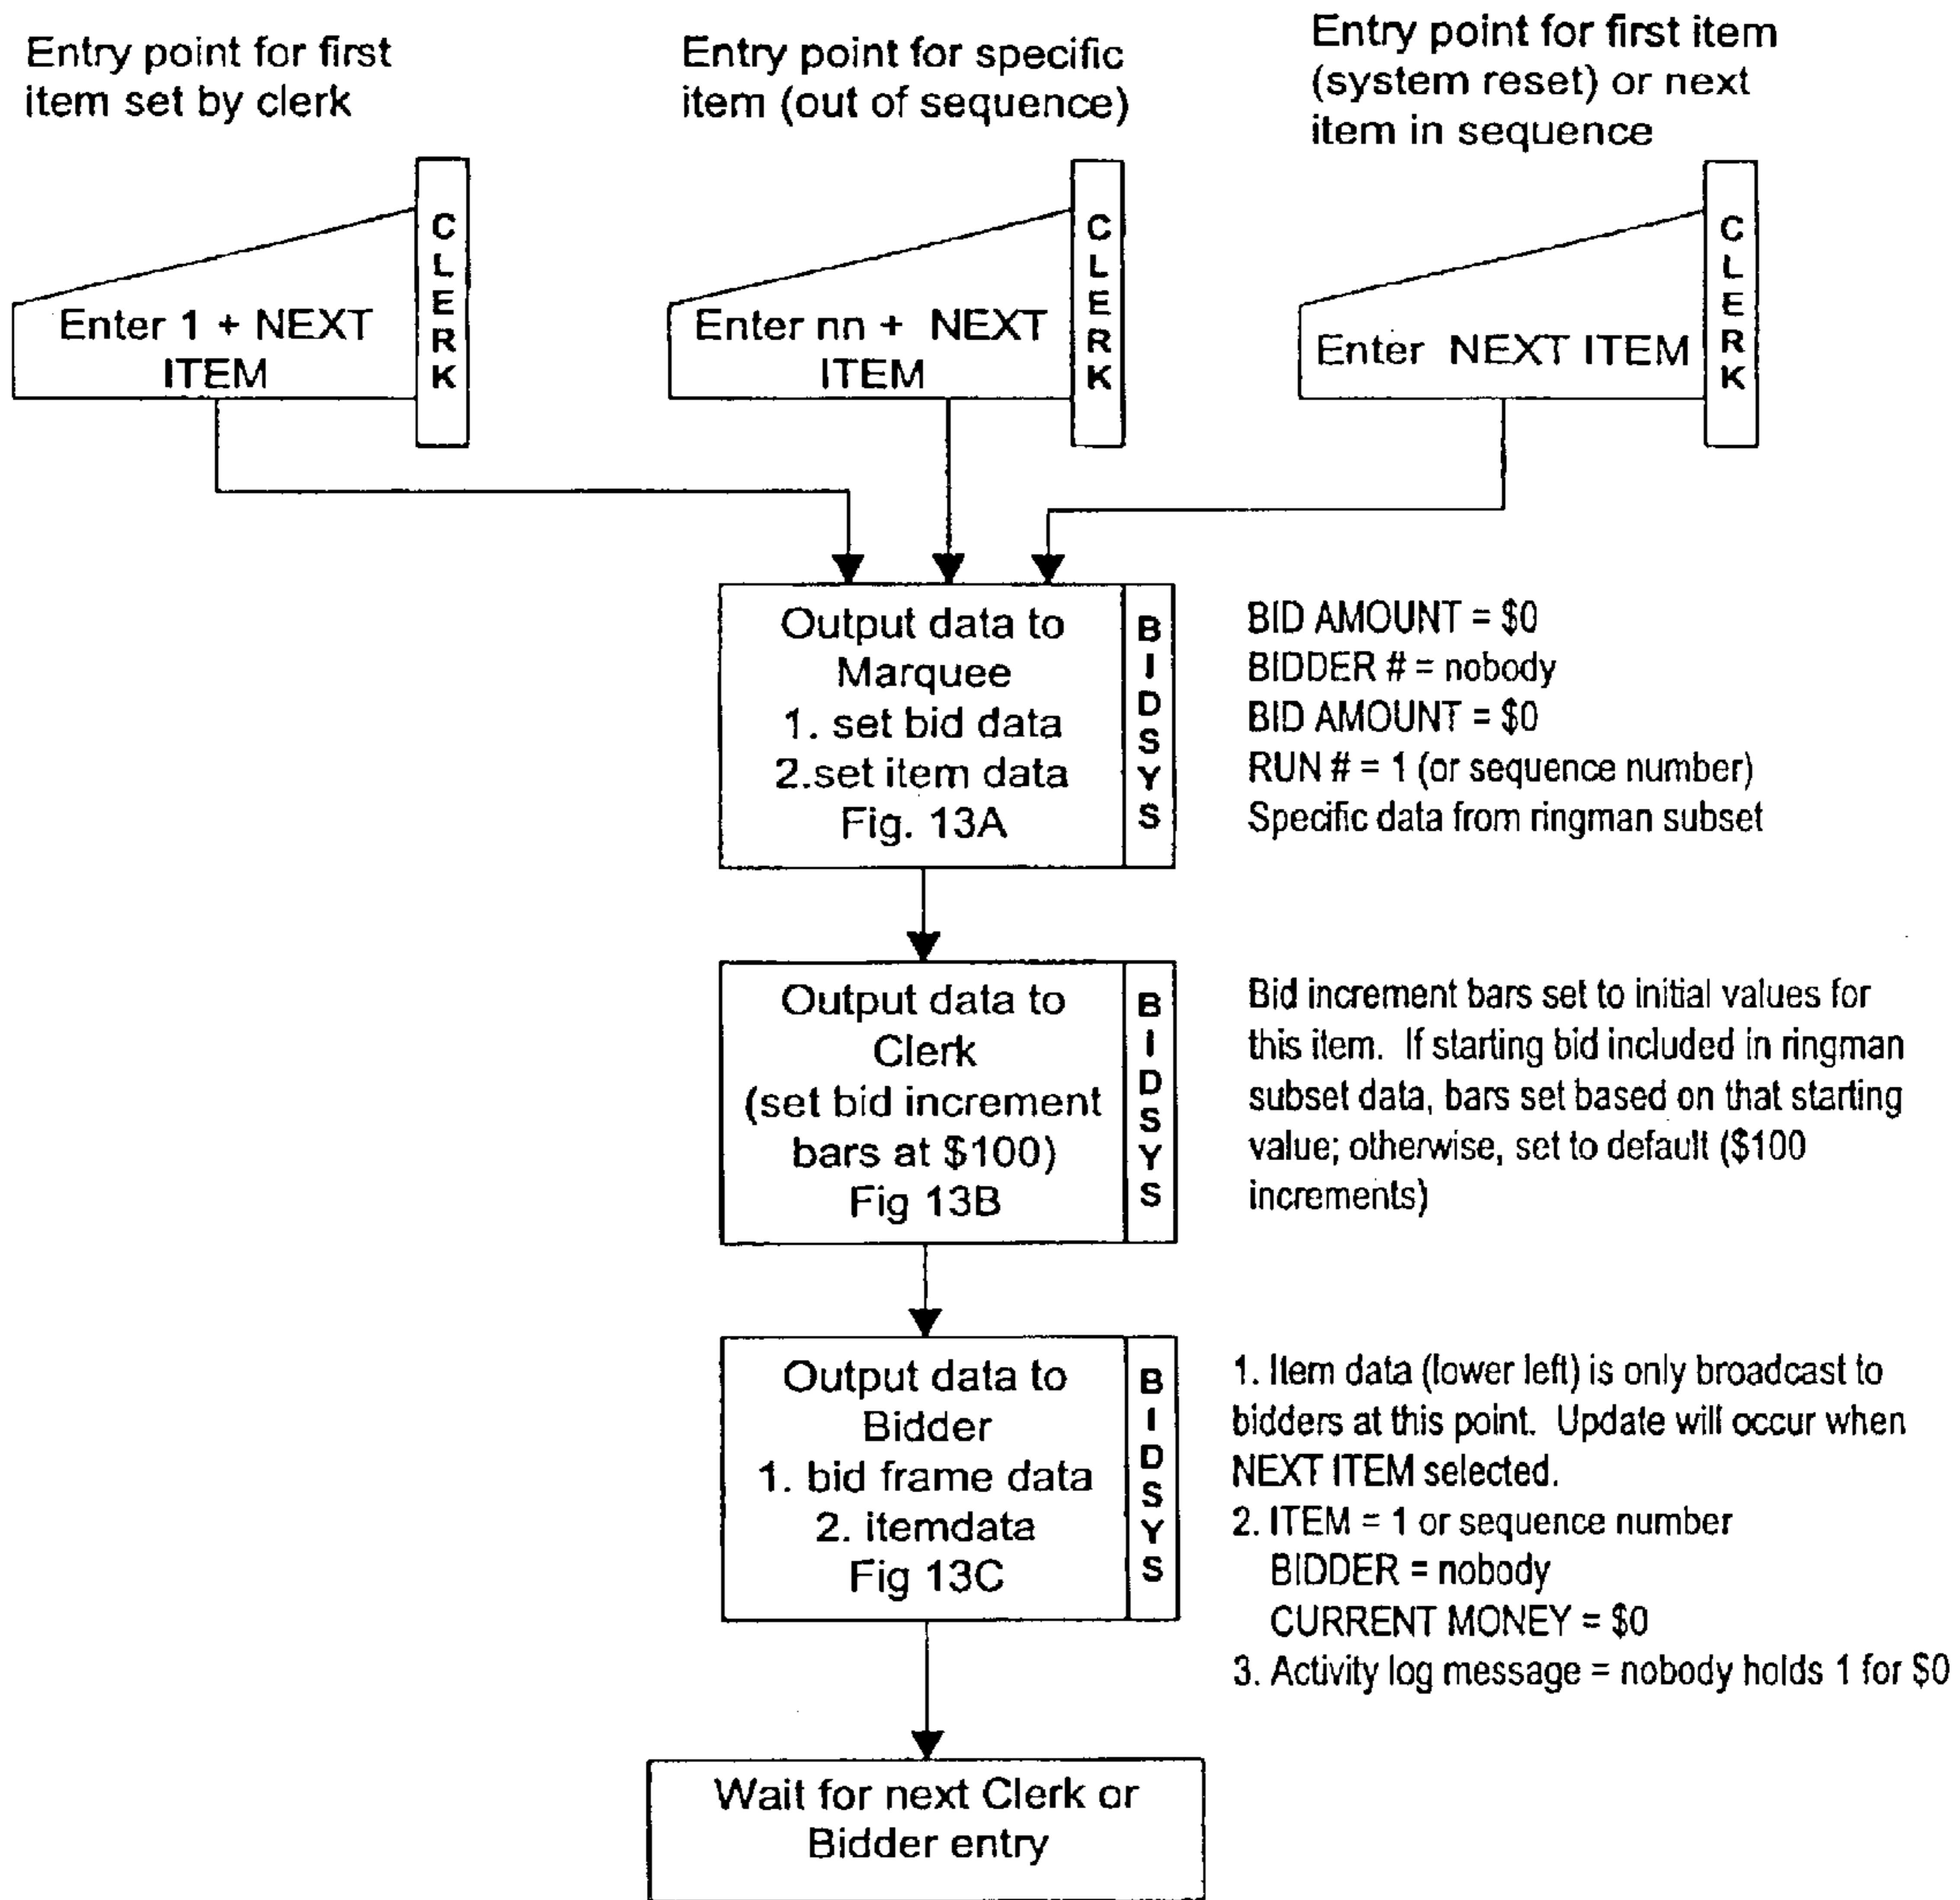 Entry point for first
item set by clerk
Entry point for specific
item (out of sequence)
Entry point for first item
(system reset) or next
item in sequence
Enter 1 + NEXT
ITEM
CLERK
Enter nn + NEXT
ITEM
CLERK
Enter NEXT ITEM
CLERK
Output data to
Marquee
1. set bid data
2.set item data
Fig. 13A
BIDSYS
BID AMOUNT = $0
BIDDER # = nobody
BID AMOUNT = $0
RUN # = 1 (or sequence number)
Specific data from ringman subset
Output data to
Clerk
(set bid increment
bars at $100)
Fig 13B
BIDSYS
Bid increment bars set to initial values for
this item. If starting bid included in ringman
subset data, bars set based on that starting
value; otherwise, set to default ($100
increments)
Output data to
Bidder
1. bid frame data
2. itemdata
Fig 13C
BIDSYS
1. Item data (lower left) is only broadcast to
bidders at this point. Update will occur when
NEXT ITEM selected.
2. ITEM = 1 or sequence number
BIDDER = nobody
CURRENT MONEY = $0
3. Activity log message = nobody holds 1 for $0
Wait for next Clerk or
Bidder entry